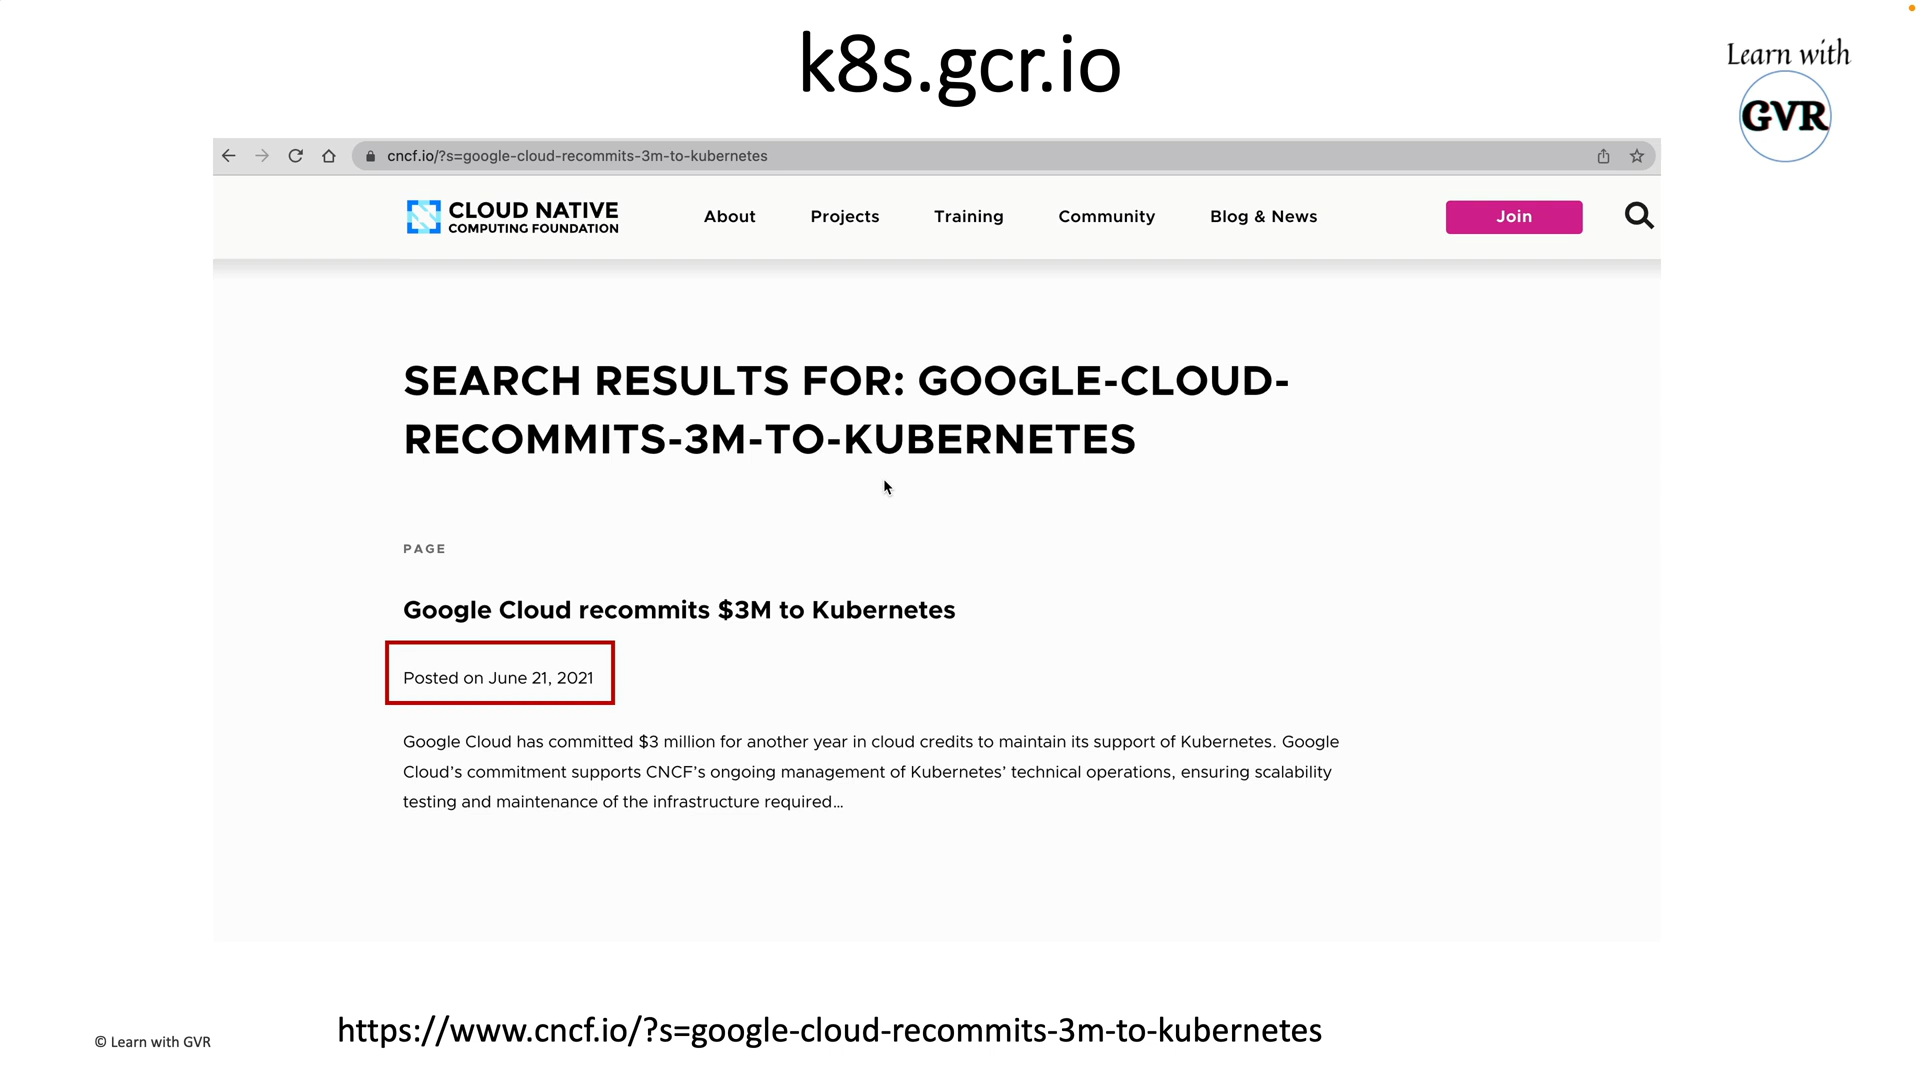 k8s.gcr.io
Learn with
GVR
cncf.io/?s=google-cloud-recommits-3m-to-kubernetes
CLOUD NATIVE
COMPUTING FOUNDATION
About
Projects
Training
Community
Blog & News
Join
SEARCH RESULTS FOR: GOOGLE-CLOUD-
RECOMMITS-3M-TO-KUBERNETES
PAGE
Google Cloud recommits $3M to Kubernetes
Posted on June 21, 2021
Google Cloud has committed $3 million for another year in cloud credits to maintain its support of Kubernetes. Google
Cloud’s commitment supports CNCF’s ongoing management of Kubernetes’ technical operations, ensuring scalability
testing and maintenance of the infrastructure required…
© Learn with GVR
https://www.cncf.io/?s=google-cloud-recommits-3m-to-kubernetes